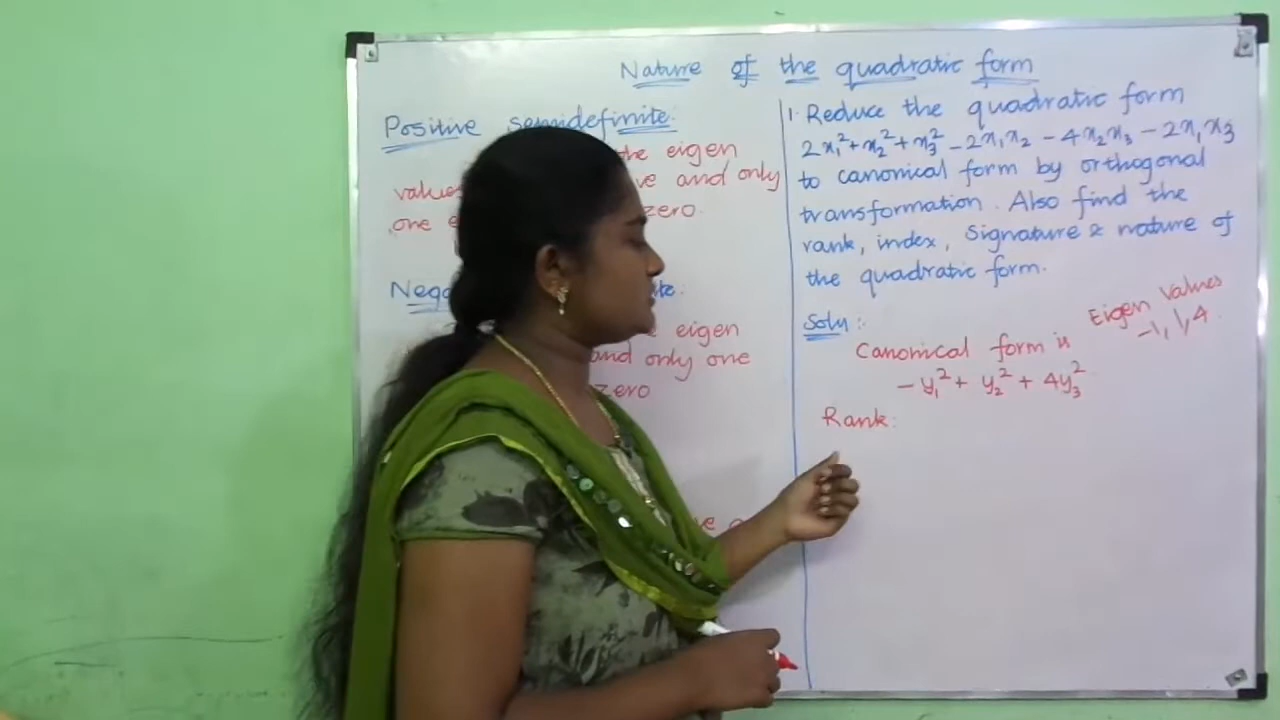 Nature of the quadratic form
Positive semidefinite:
the eigen
values and only
one zero.
eigen
and only one
zero
1. Reduce the quadratic form
2x₁² + x₂² + x₃² - 2x₁x₂ - 4x₂x₃ - 2x₁x₃
to canonical form by orthogonal
transformation. Also find the
rank, index, Signature & nature of
the quadratic form.
Soln:
Eigen Values
-1, 1, 4.
Canonical form is
- y₁² + y₂² + 4y₃²
Rank: